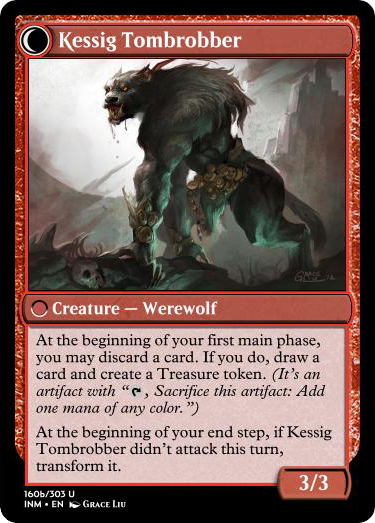 Kessig Tombrobber
GRACE
LIU '12
Creature — Werewolf
At the beginning of your first main phase,
you may discard a card. If you do, draw a
card and create a Treasure token. (It's an
artifact with “, Sacrifice this artifact: Add
one mana of any color.”)
At the beginning of your end step, if Kessig
Tombrobber didn't attack this turn,
transform it.
3/3
160b/303 U
INM • EN Grace Liu